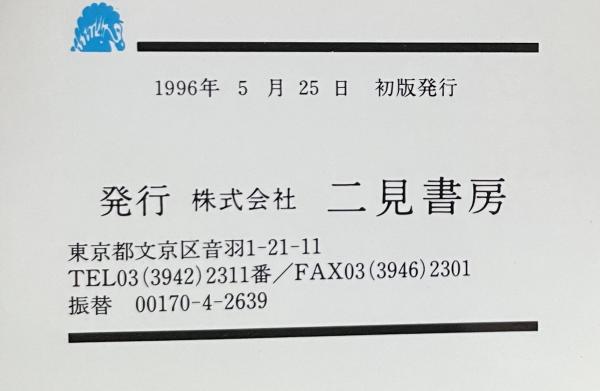 1996年 5 月 25 日 初版発行
発行 株式会社 二見書房
東京都文京区音羽1-21-11
TEL03(3942)2311番／FAX03(3946)2301
振替 00170-4-2639